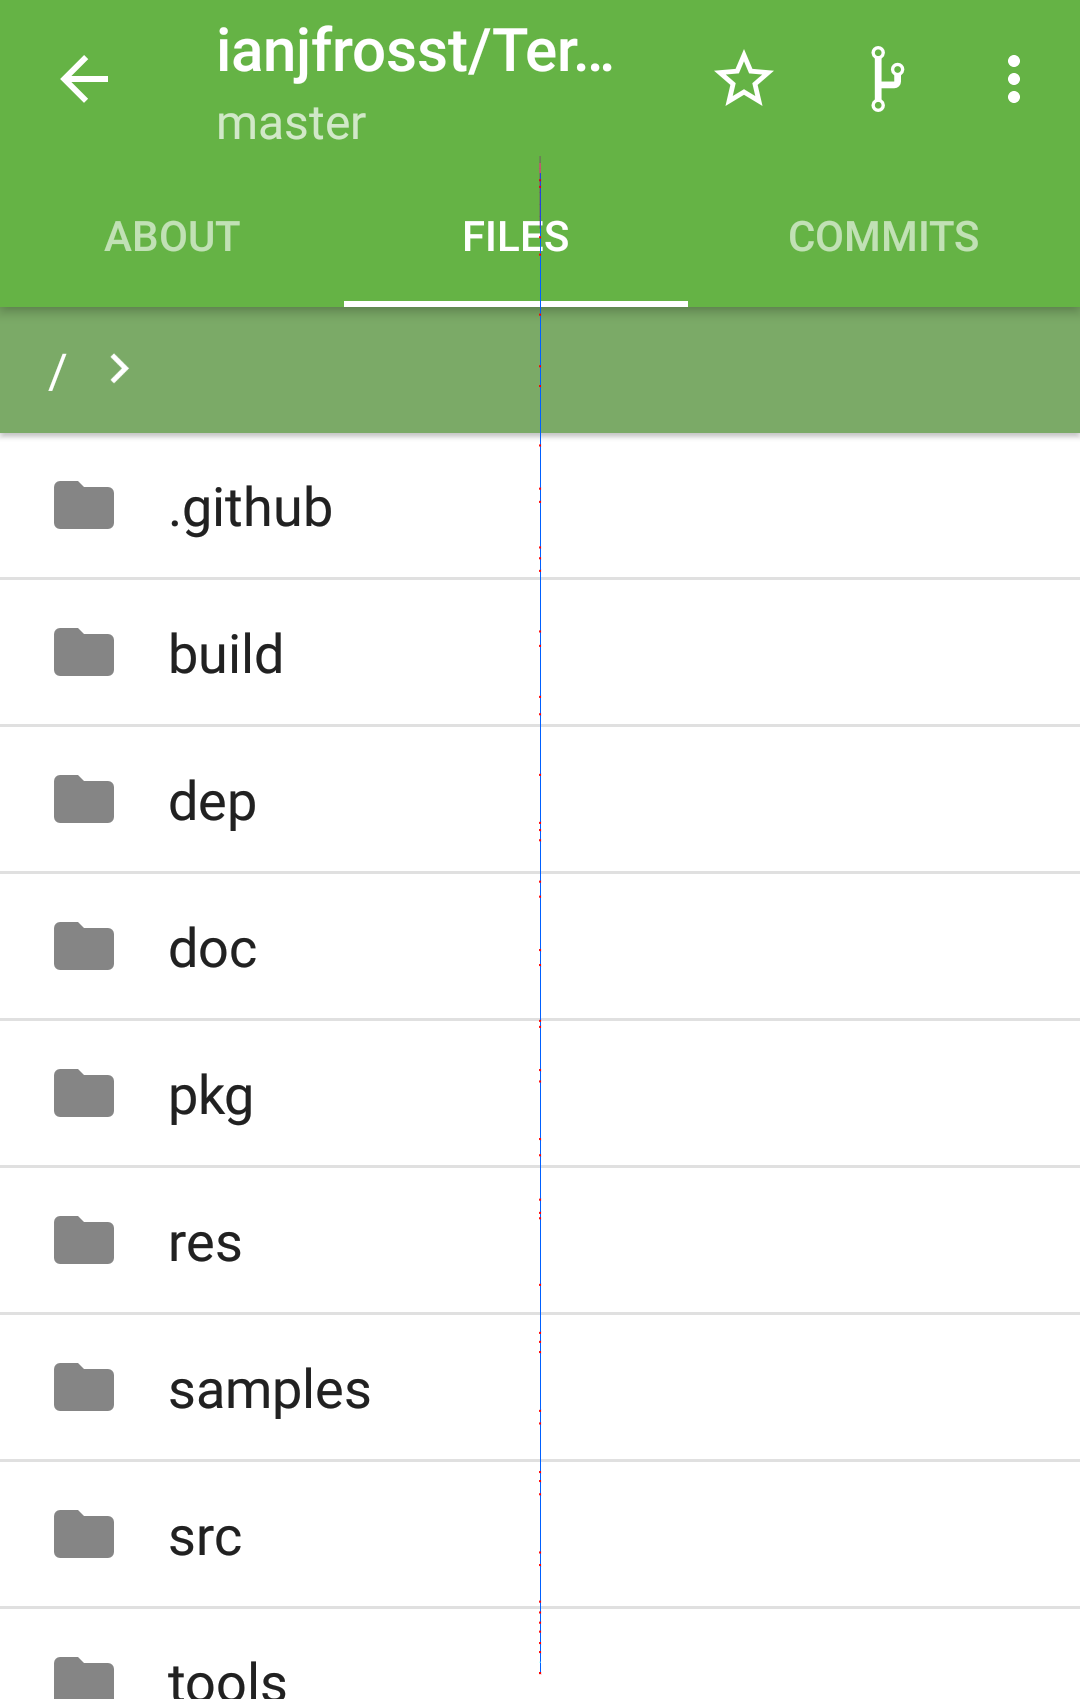 ianjfrosst/Ter...
master
ABOUT FILES COMMITS
/ >
.github
build
dep
doc
pkg
res
samples
src
tools